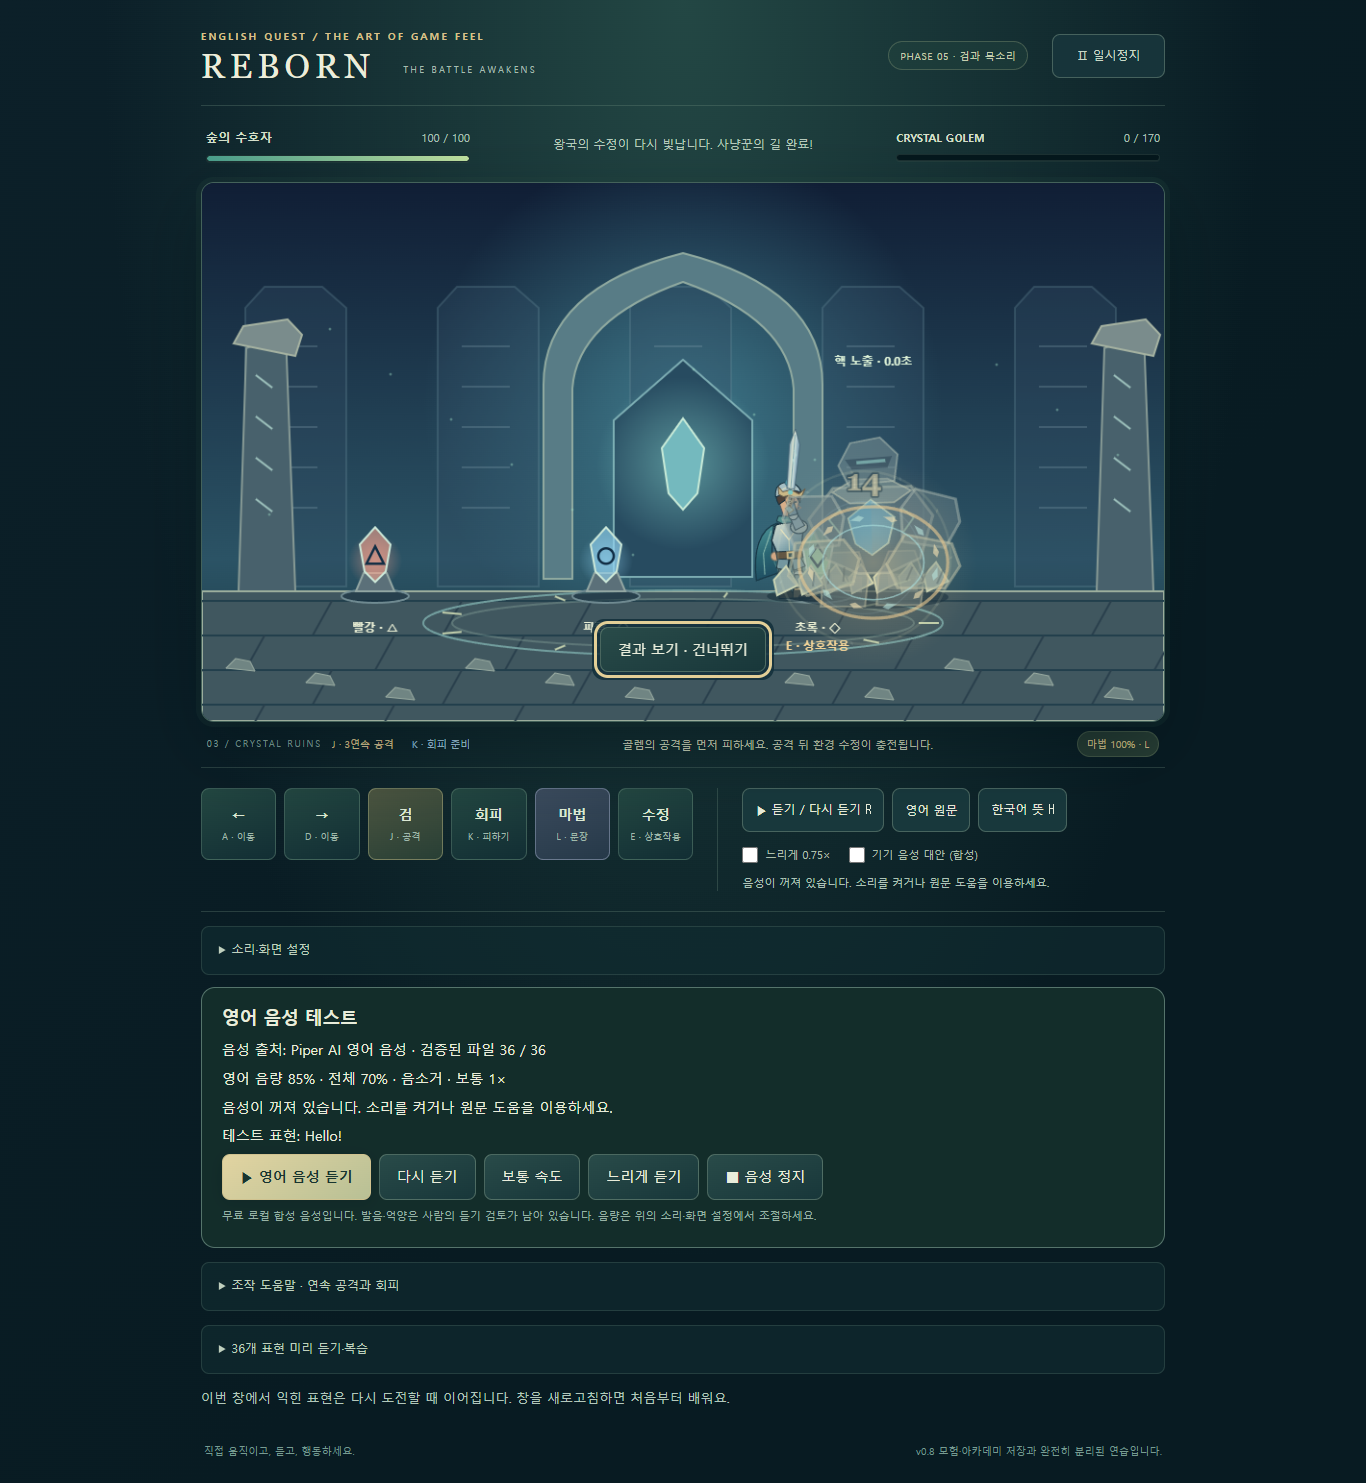 ENGLISH QUEST / THE ART OF GAME FEEL
REBORN THE BATTLE AWAKENS
PHASE 05 · 검과 목소리
Ⅱ 일시정지
숲의 수호자 100 / 100
왕국의 수정이 다시 빛납니다. 사냥꾼의 길 완료!
CRYSTAL GOLEM 0 / 170
핵 노출 · 0.0초
14
빨강 · △
초록 · ◇
E · 상호작용
결과 보기 · 건너뛰기
03 / CRYSTAL RUINS J · 3연속 공격 K · 회피 준비
골렘의 공격을 먼저 피하세요. 공격 뒤 환경 수정이 충전됩니다.
마법 100% · L
←
A · 이동
→
D · 이동
검
J · 공격
회피
K · 피하기
마법
L · 문장
수정
E · 상호작용
▶ 듣기 / 다시 듣기 R
영어 원문
한국어 뜻 H
느리게 0.75×
기기 음성 대안 (합성)
음성이 꺼져 있습니다. 소리를 켜거나 원문 도움을 이용하세요.
▶ 소리·화면 설정
영어 음성 테스트
음성 출처: Piper AI 영어 음성 · 검증된 파일 36 / 36
영어 음량 85% · 전체 70% · 음소거 · 보통 1×
음성이 꺼져 있습니다. 소리를 켜거나 원문 도움을 이용하세요.
테스트 표현: Hello!
▶ 영어 음성 듣기
다시 듣기
보통 속도
느리게 듣기
■ 음성 정지
무료 로컬 합성 음성입니다. 발음·억양은 사람의 듣기 검토가 남아 있습니다. 음량은 위의 소리·화면 설정에서 조절하세요.
▶ 조작 도움말 · 연속 공격과 회피
▶ 36개 표현 미리 듣기·복습
이번 창에서 익힌 표현은 다시 도전할 때 이어집니다. 창을 새로고침하면 처음부터 배워요.
직접 움직이고, 듣고, 행동하세요.
v0.8 모험·아카데미 저장과 완전히 분리된 연습입니다.